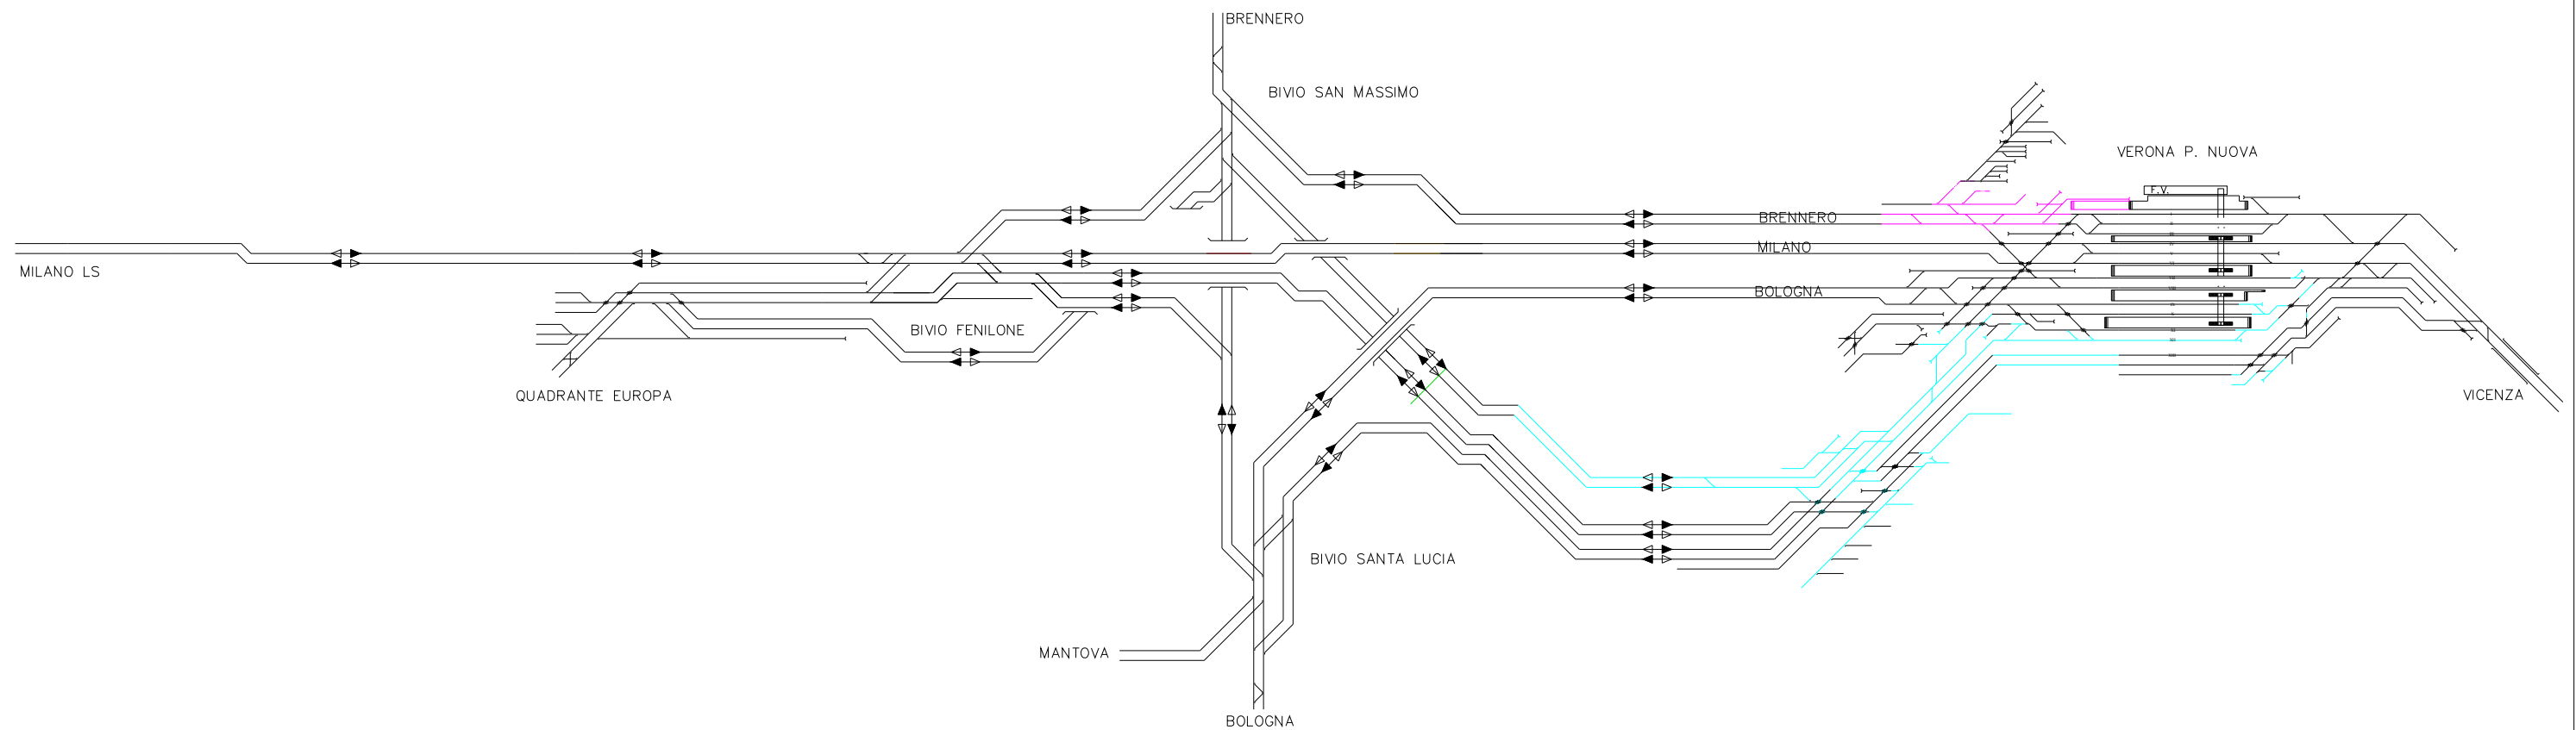 BRENNERO
BIVIO SAN MASSIMO
VERONA P. NUOVA
F.V.
BRENNERO
MILANO
MILANO LS
BOLOGNA
BIVIO FENILONE
QUADRANTE EUROPA
VICENZA
BIVIO SANTA LUCIA
MANTOVA
BOLOGNA